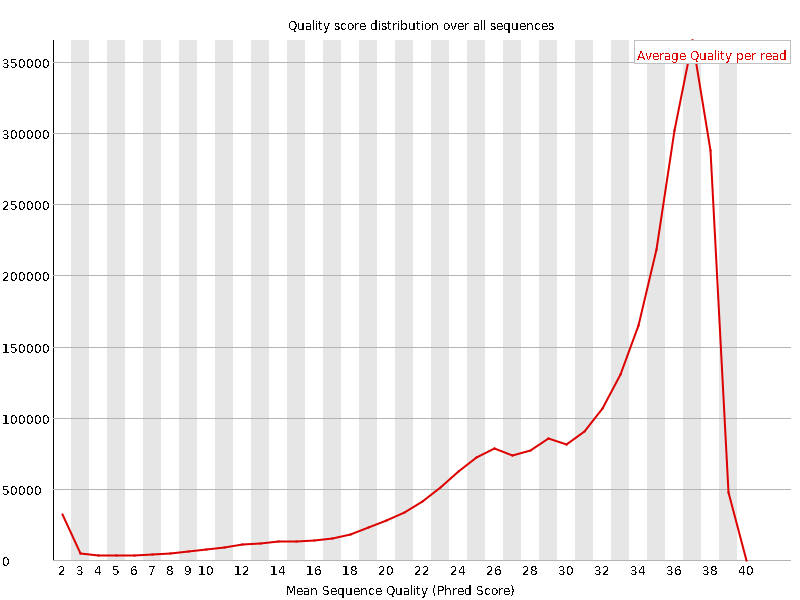 Quality score distribution over all sequences
Average Quality per read
350000
300000
250000
200000
150000
100000
50000
0
2 3 4 5 6 7 8 9 10 12 14 16 18 20 22 24 26 28 30 32 34 36 38 40
Mean Sequence Quality (Phred Score)